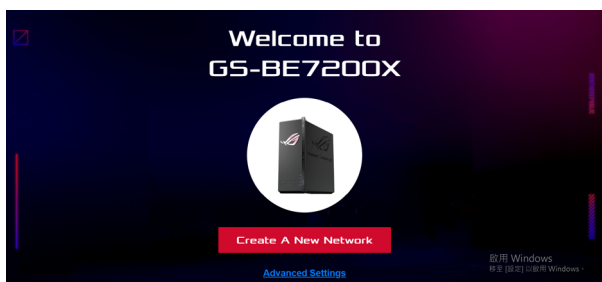 Welcome to
GS-BE7200X
Create A New Network
Advanced Settings
啟用 Windows
移至 [設定] 以啟用 Windows。